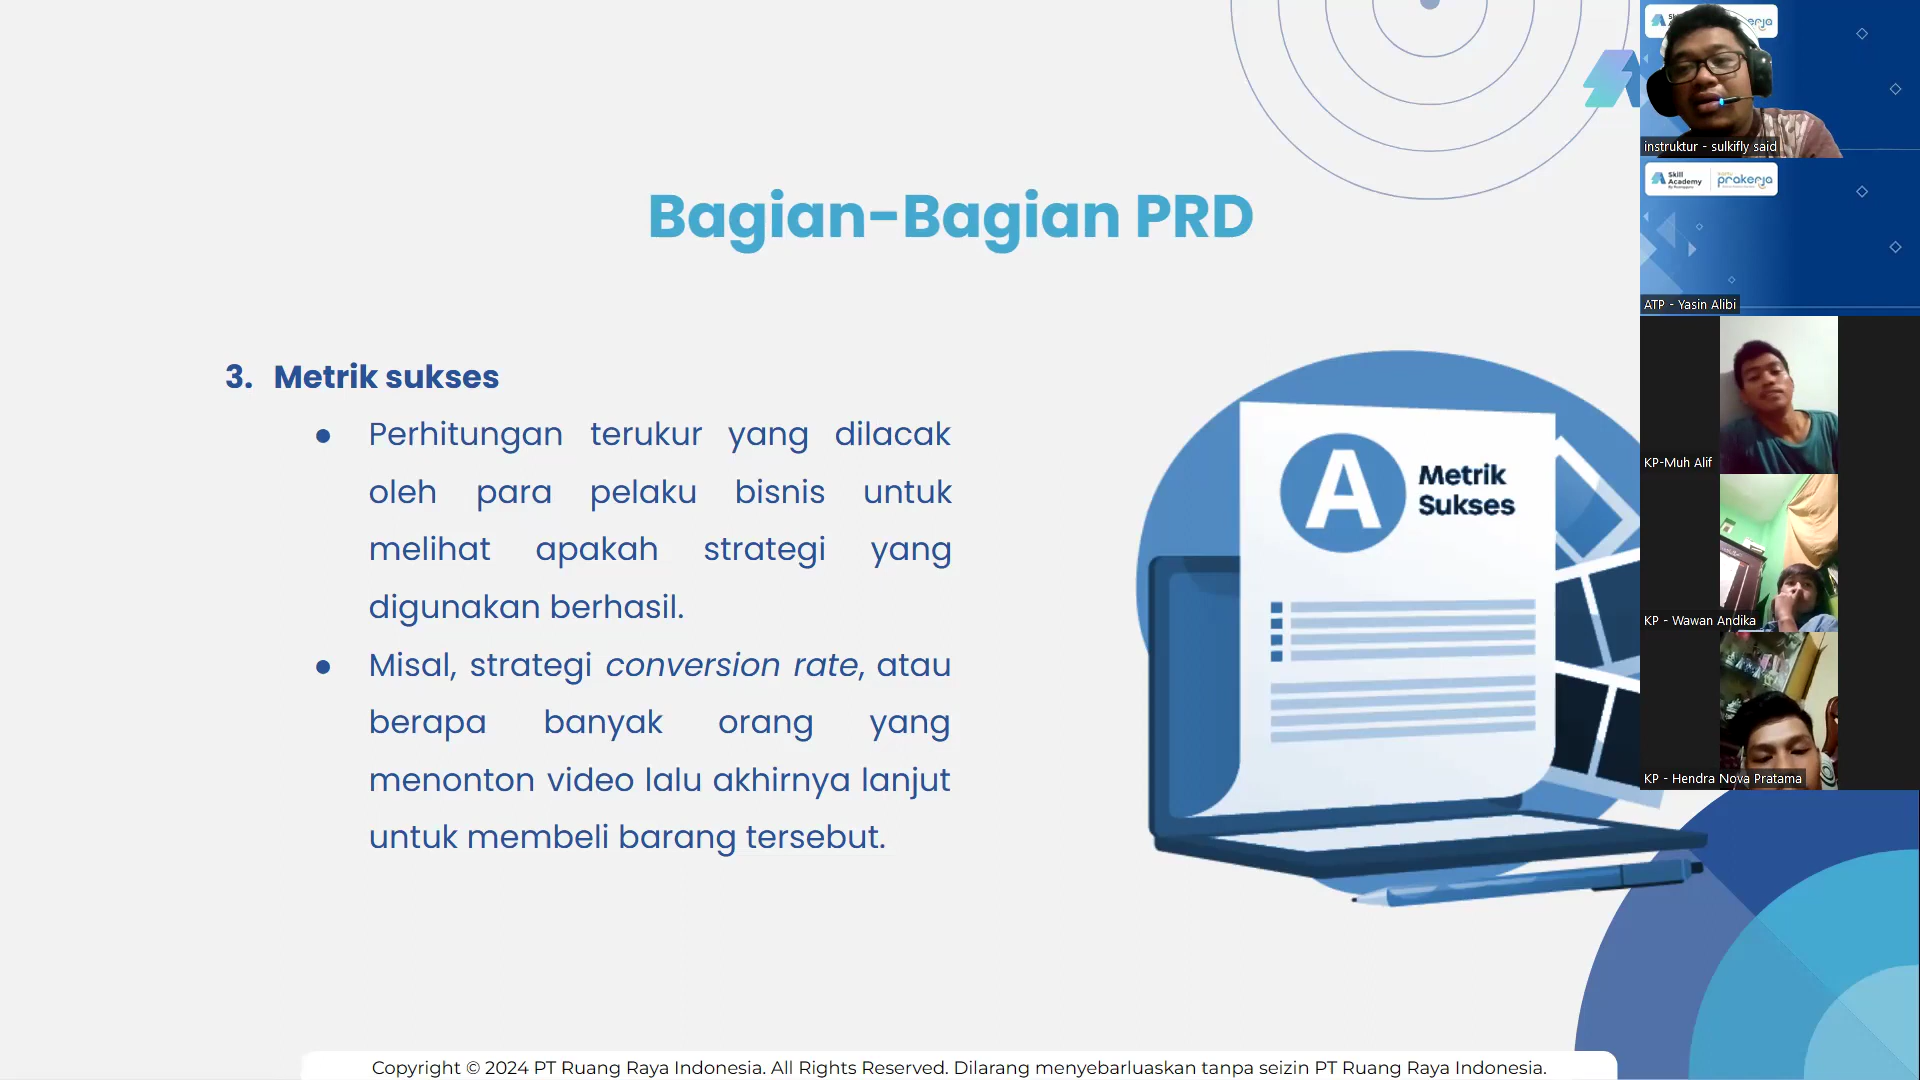 Bagian-Bagian PRD
3. Metrik sukses
● Perhitungan terukur yang dilacak
oleh para pelaku bisnis untuk
melihat apakah strategi yang
digunakan berhasil.
● Misal, strategi conversion rate, atau
berapa banyak orang yang
menonton video lalu akhirnya lanjut
untuk membeli barang tersebut.
A
Metrik
Sukses
Copyright © 2024 PT Ruang Raya Indonesia. All Rights Reserved. Dilarang menyebarluaskan tanpa seizin PT Ruang Raya Indonesia.
instruktur - sulkifly said
Skill
Academy
prakerja
ATP - Yasin Alibi
KP-Muh Alif
KP - Wawan Andika
KP - Hendra Nova Pratama